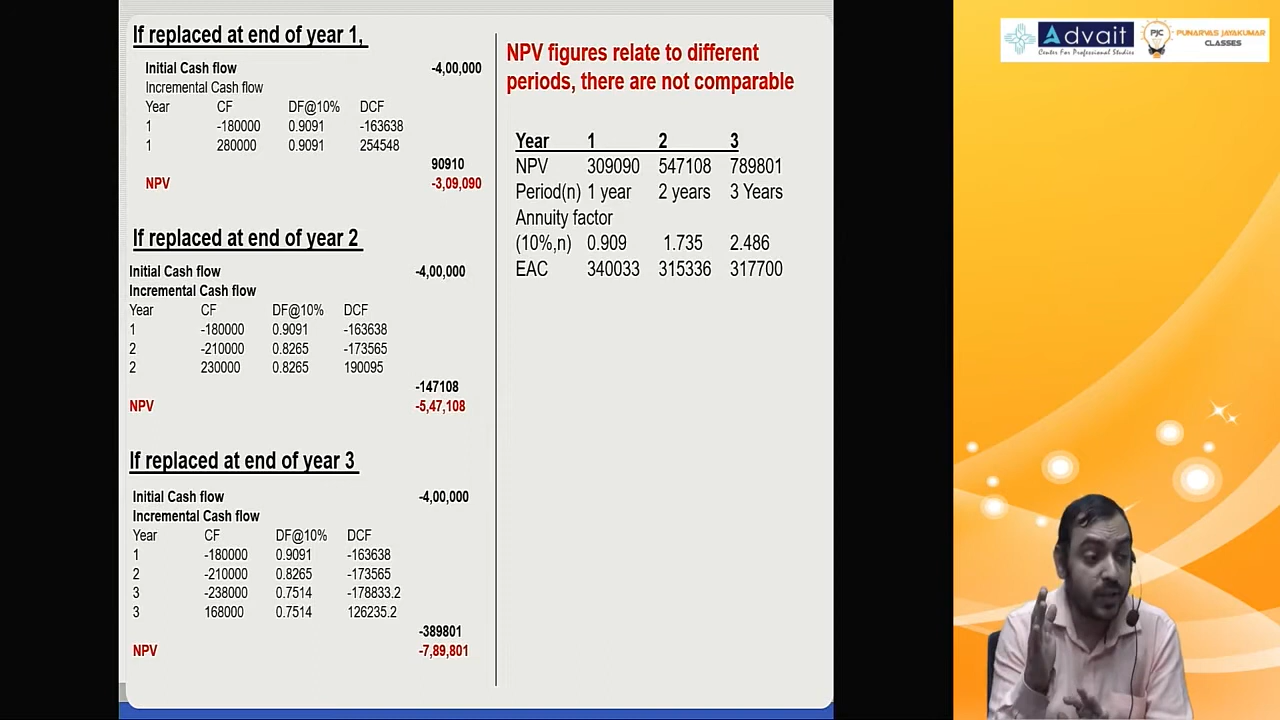 If replaced at end of year 1,
Initial Cash flow -4,00,000
Incremental Cash flow
Year CF DF@10% DCF
1 -180000 0.9091 -163638
1 280000 0.9091 254548
90910
NPV -3,09,090
If replaced at end of year 2
Initial Cash flow -4,00,000
Incremental Cash flow
Year CF DF@10% DCF
1 -180000 0.9091 -163638
2 -210000 0.8265 -173565
2 230000 0.8265 190095
-147108
NPV -5,47,108
If replaced at end of year 3
Initial Cash flow -4,00,000
Incremental Cash flow
Year CF DF@10% DCF
1 -180000 0.9091 -163638
2 -210000 0.8265 -173565
3 -238000 0.7514 -178833.2
3 168000 0.7514 126235.2
-389801
NPV -7,89,801
NPV figures relate to different
periods, there are not comparable
Year 1 2 3
NPV 309090 547108 789801
Period(n) 1 year 2 years 3 Years
Annuity factor
(10%,n) 0.909 1.735 2.486
EAC 340033 315336 317700
Advait
Center For Professional Studies
PJC
PUNARVAS JAYAKUMAR
CLASSES